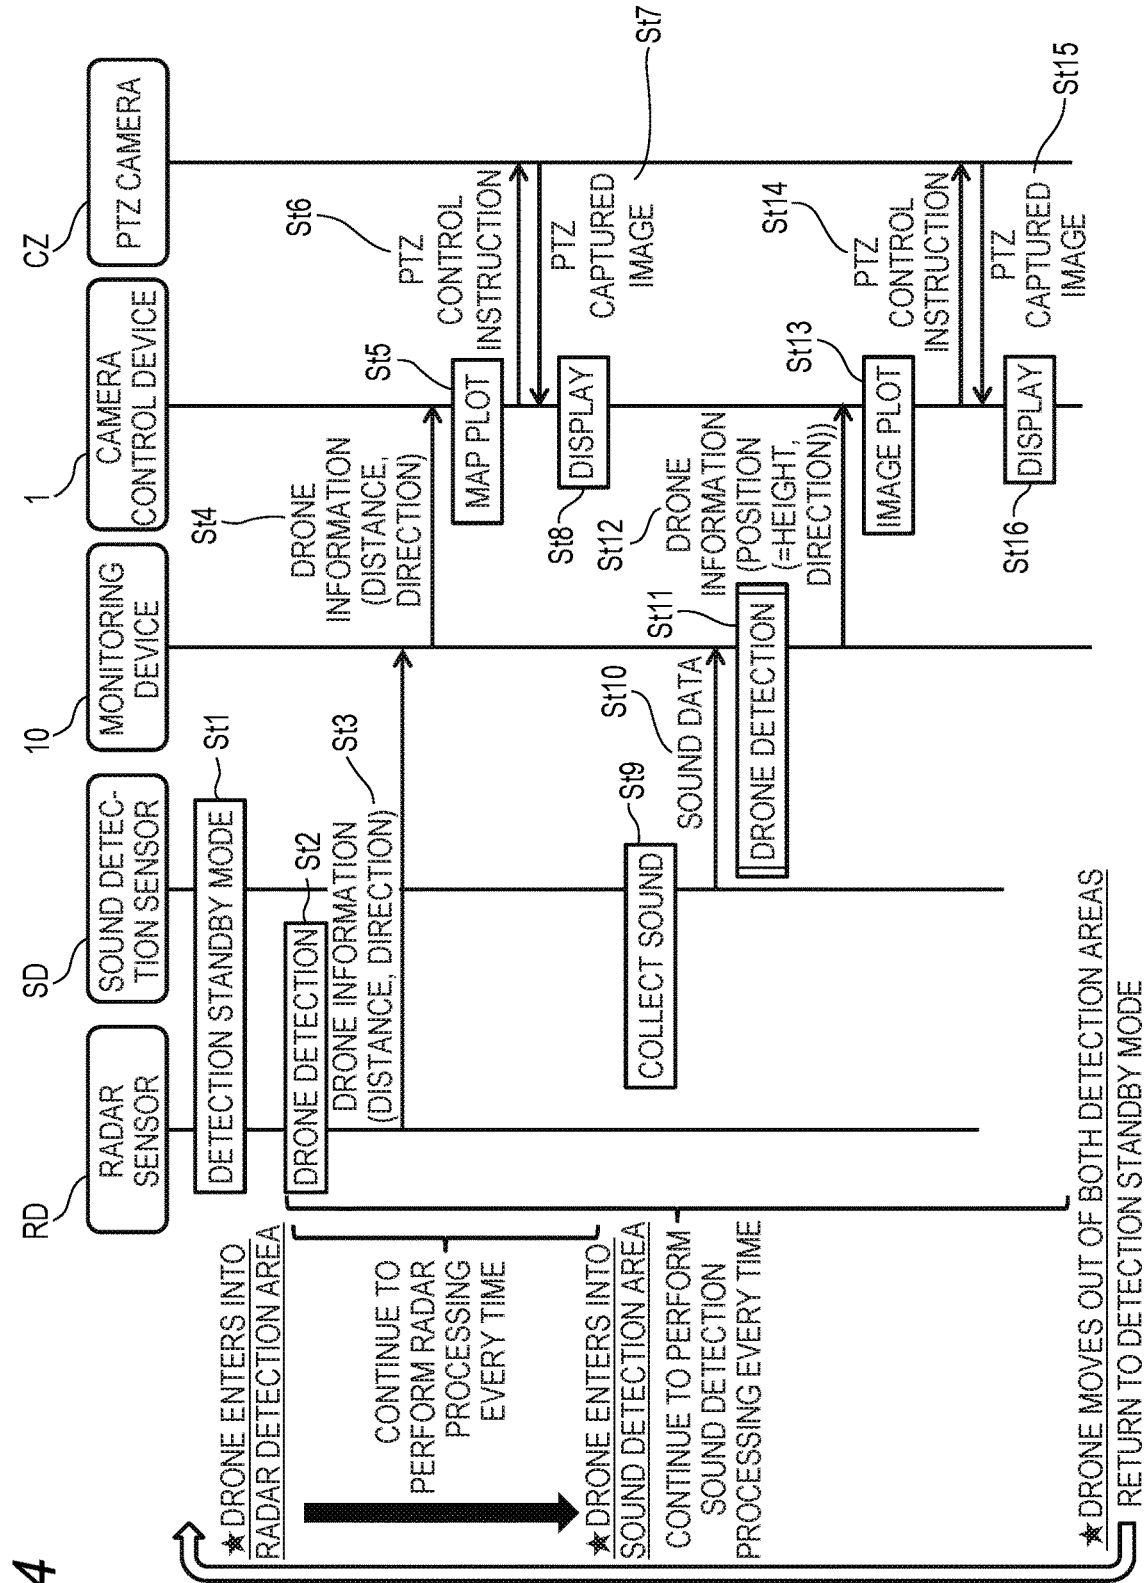 4
RD
RADAR
SENSOR
SD
SOUND DETEC-
TION SENSOR
10
MONITORING
DEVICE
1
CAMERA
CONTROL DEVICE
CZ
PTZ CAMERA
DETECTION STANDBY MODE
St1
★DRONE ENTERS INTO
RADAR DETECTION AREA
DRONE DETECTION
St2
DRONE INFORMATION
(DISTANCE, DIRECTION)
St3
St4
DRONE
INFORMATION
(DISTANCE,
DIRECTION)
CONTINUE TO
PERFORM RADAR
PROCESSING
EVERY TIME
MAP PLOT
St5
St6
PTZ
CONTROL
INSTRUCTION
PTZ
CAPTURED
IMAGE
St7
DISPLAY
St8
★DRONE ENTERS INTO
SOUND DETECTION AREA
CONTINUE TO PERFORM
SOUND DETECTION
PROCESSING EVERY TIME
COLLECT SOUND
St9
St10
SOUND DATA
DRONE DETECTION
St11
St12
DRONE
INFORMATION
(POSITION
(=HEIGHT,
DIRECTION))
IMAGE PLOT
St13
St14
PTZ
CONTROL
INSTRUCTION
PTZ
CAPTURED
IMAGE
St15
DISPLAY
St16
★DRONE MOVES OUT OF BOTH DETECTION AREAS
RETURN TO DETECTION STANDBY MODE